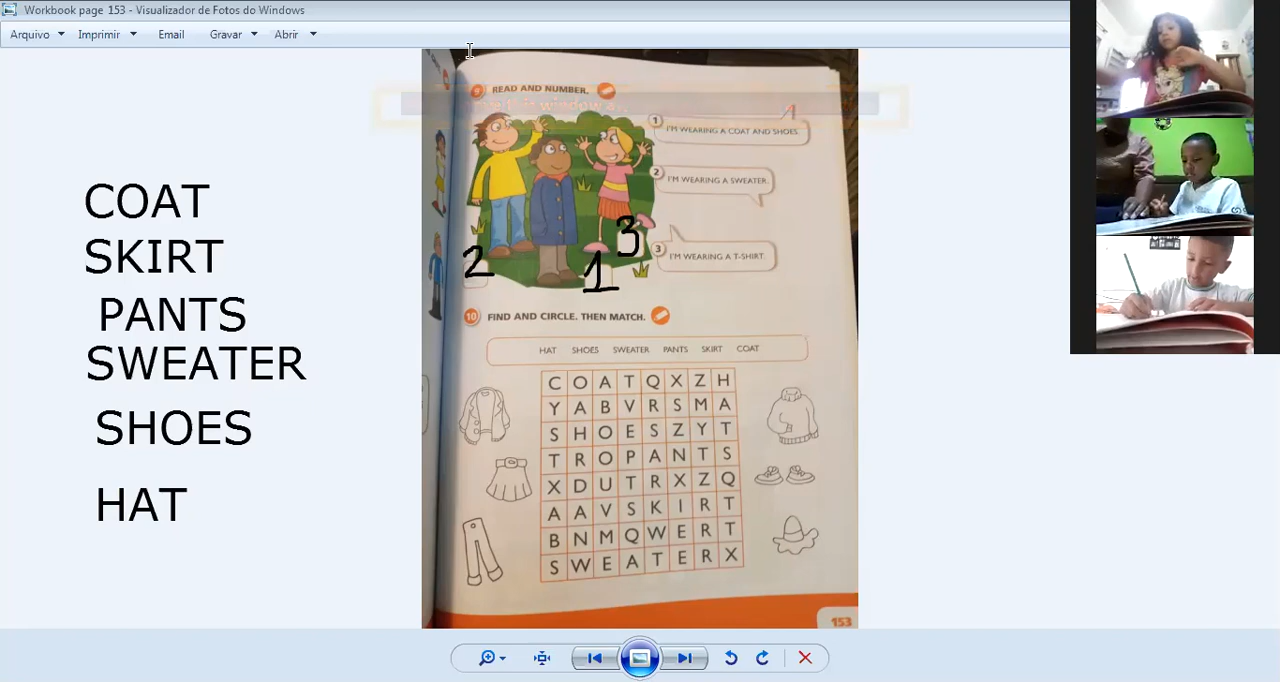 Workbook page 153 - Visualizador de Fotos do Windows
Arquivo Imprimir Email Gravar Abrir
COAT
SKIRT
PANTS
SWEATER
SHOES
HAT
9 READ AND NUMBER.
1 I'M WEARING A COAT AND SHOES.
2 I'M WEARING A SWEATER.
3 I'M WEARING A T-SHIRT.
2 1 3
10 FIND AND CIRCLE. THEN MATCH.
HAT SHOES SWEATER PANTS SKIRT COAT
C O A T Q X Z H
Y A B V R S M A
S H O E S Z Y T
T R O P A N T S
X D U T R X Z Q
A A V S K I R T
B N M Q W E R T
S W E A T E R X
153